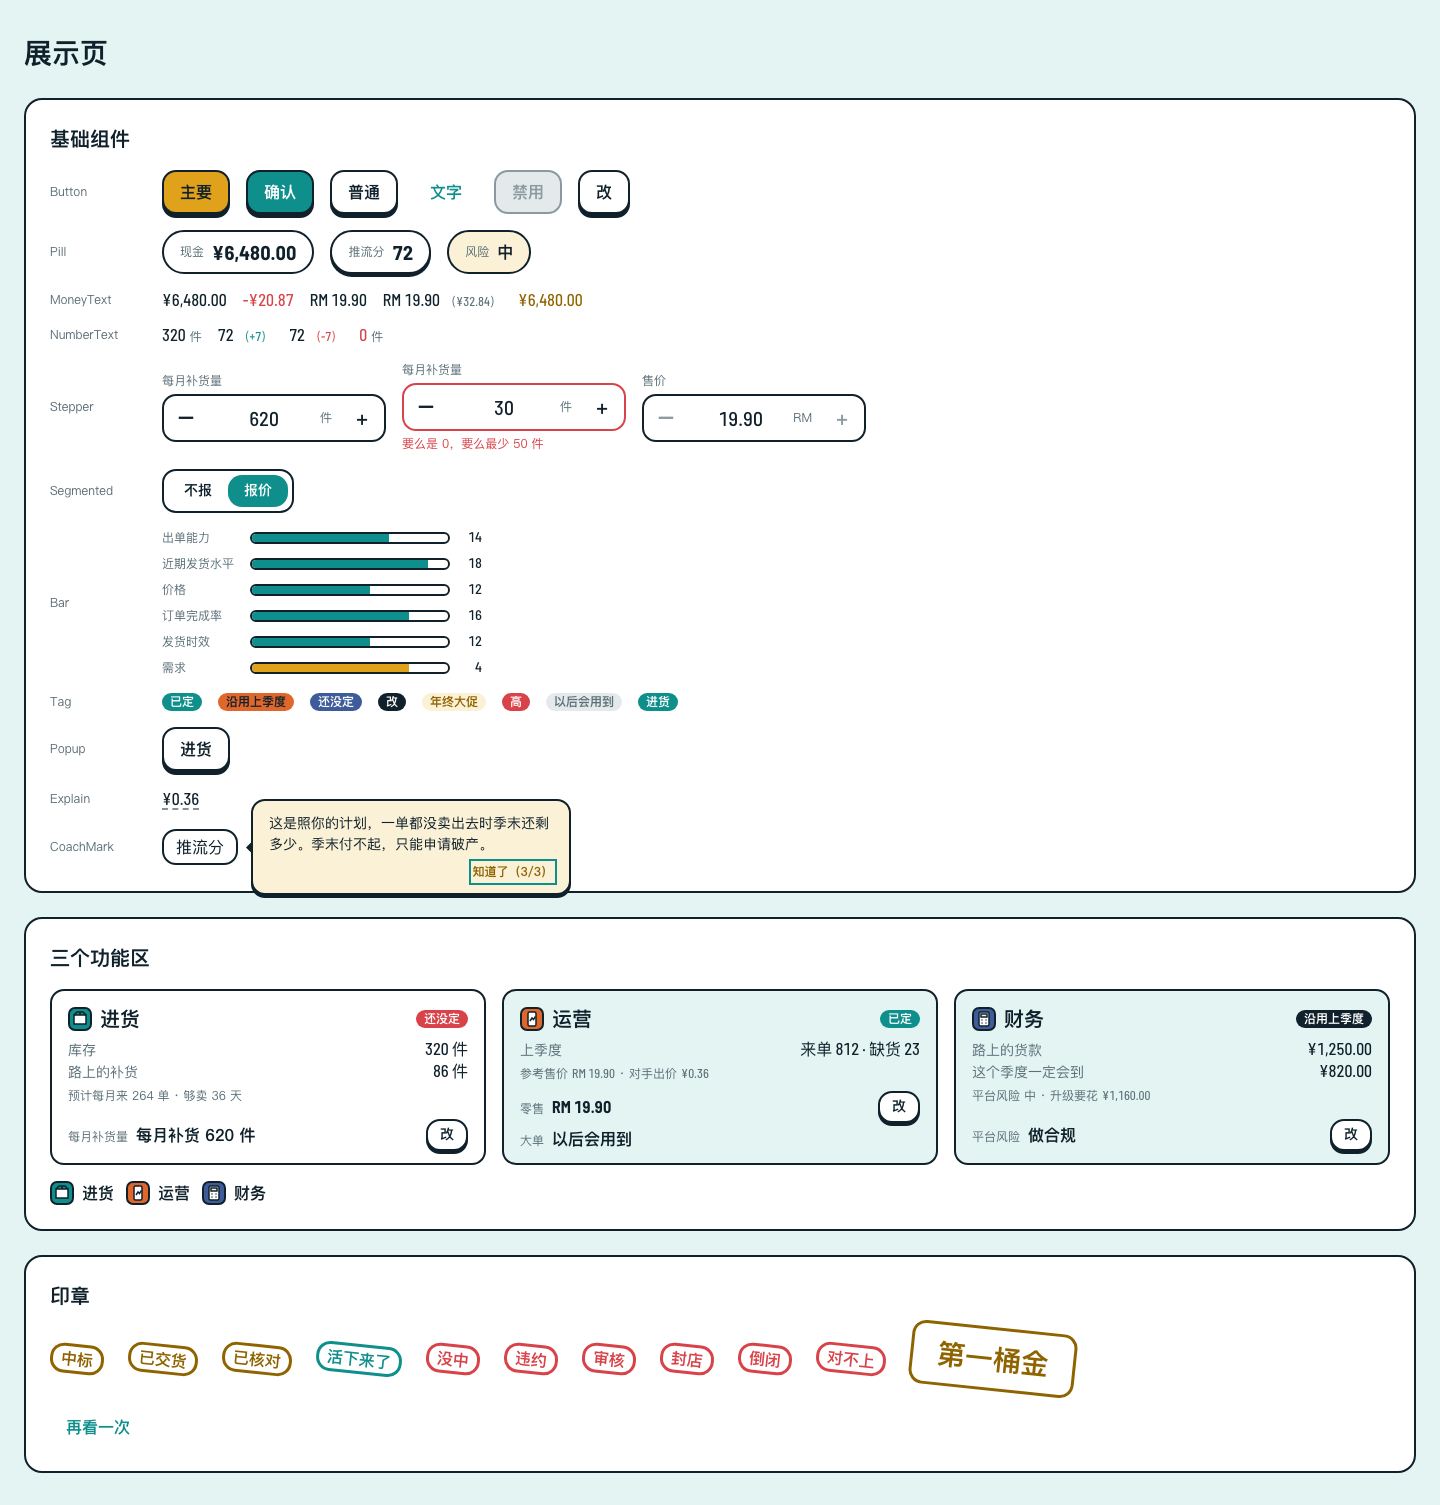 展示页
基础组件
Button 主要 确认 普通 文字 禁用 改
Pill 现金 ¥6,480.00 推流分 72 风险 中
MoneyText ¥6,480.00 -¥20.87 RM 19.90 RM 19.90 (¥32.84) ¥6,480.00
NumberText 320 件 72 (+7) 72 (-7) 0 件
每月补货量 每月补货量 售价
Stepper — 620 件 + — 30 件 + — 19.90 RM +
要么是 0，要么最少 50 件
Segmented 不报 报价
Bar
出单能力 14
近期发货水平 18
价格 12
订单完成率 16
发货时效 12
需求 4
Tag 已定 沿用上季度 还没定 改 年终大促 高 以后会用到 进货
Popup 进货
Explain ¥0.36
CoachMark 推流分
这是照你的计划，一单都没卖出去时季末还剩
多少。季末付不起，只能申请破产。
知道了（3/3）
三个功能区
进货 还没定
库存 320 件
路上的补货 86 件
预计每月来 264 单 · 够卖 36 天
每月补货量 每月补货 620 件 改
运营 已定
上季度 来单 812 · 缺货 23
参考售价 RM 19.90 · 对手出价 ¥0.36
零售 RM 19.90 改
大单 以后会用到
财务 沿用上季度
路上的货款 ¥1,250.00
这个季度一定会到 ¥820.00
平台风险 中 · 升级要花 ¥1,160.00
平台风险 做合规 改
进货 运营 财务
印章
中标 已交货 已核对 活下来了 没中 违约 审核 封店 倒闭 对不上 第一桶金
再看一次